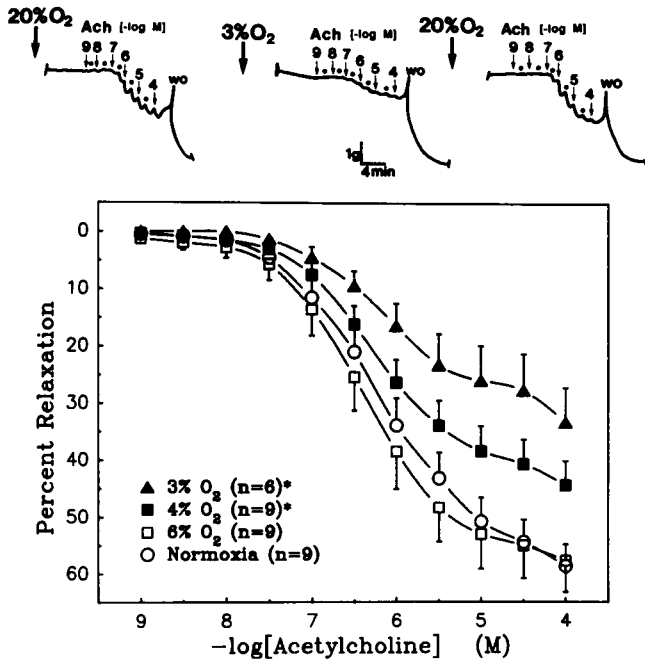 20%O₂
Ach [-log M]
9 8 7 6 5 4
wo
3%O₂
Ach [-log M]
9 8 7 6 5 4
wo
1g
4min
20%O₂
Ach [-log M]
9 8 7 6 5 4
wo
Percent Relaxation
0
10
20
30
40
50
60
▲ 3% O₂ (n=6)*
■ 4% O₂ (n=9)*
□ 6% O₂ (n=9)
○ Normoxia (n=9)
9 8 7 6 5 4
-log[Acetylcholine] (M)